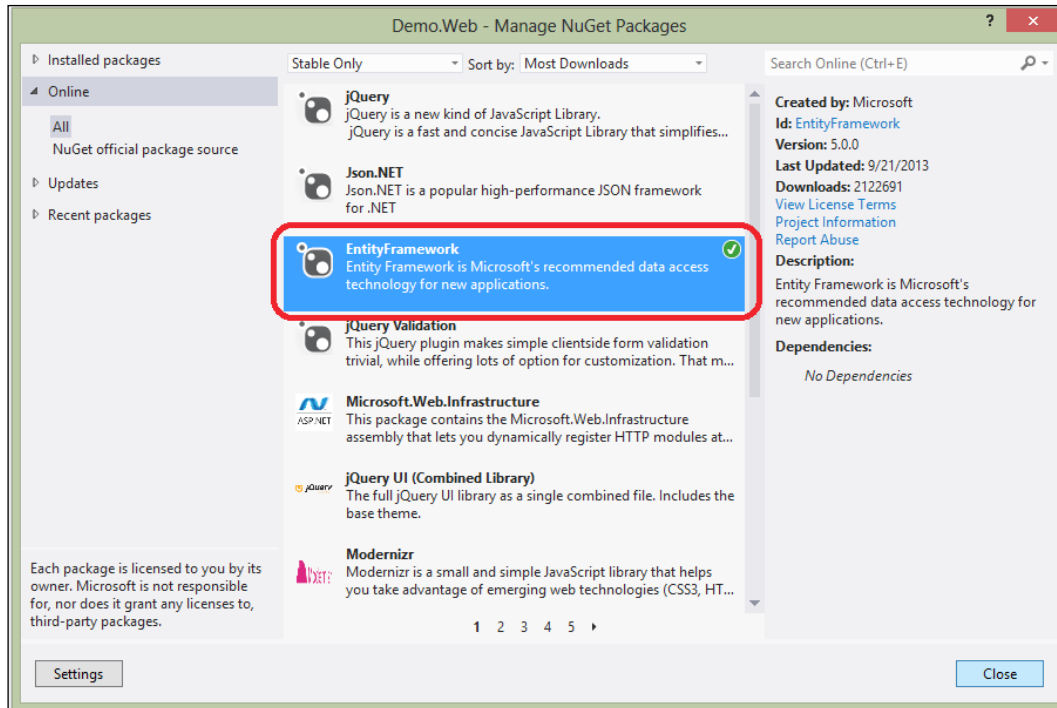 Demo.Web - Manage NuGet Packages
?
Installed packages
Online
All
NuGet official package source
Updates
Recent packages
Each package is licensed to you by its
owner. Microsoft is not responsible
for, nor does it grant any licenses to,
third-party packages.
Stable Only
Sort by: Most Downloads
jQuery
jQuery is a new kind of JavaScript Library.
jQuery is a fast and concise JavaScript Library that simplifies...
Json.NET
Json.NET is a popular high-performance JSON framework
for .NET
EntityFramework
Entity Framework is Microsoft's recommended data access
technology for new applications.
jQuery Validation
This jQuery plugin makes simple clientside form validation
trivial, while offering lots of option for customization. That m...
ASP.NET
Microsoft.Web.Infrastructure
This package contains the Microsoft.Web.Infrastructure
assembly that lets you dynamically register HTTP modules at...
jQuery
jQuery UI (Combined Library)
The full jQuery UI library as a single combined file. Includes the
base theme.
Modernizr
Modernizr is a small and simple JavaScript library that helps
you take advantage of emerging web technologies (CSS3, HT...
1 2 3 4 5
Search Online (Ctrl+E)
Created by: Microsoft
Id: EntityFramework
Version: 5.0.0
Last Updated: 9/21/2013
Downloads: 2122691
View License Terms
Project Information
Report Abuse
Description:
Entity Framework is Microsoft's
recommended data access technology for
new applications.
Dependencies:
No Dependencies
Settings
Close